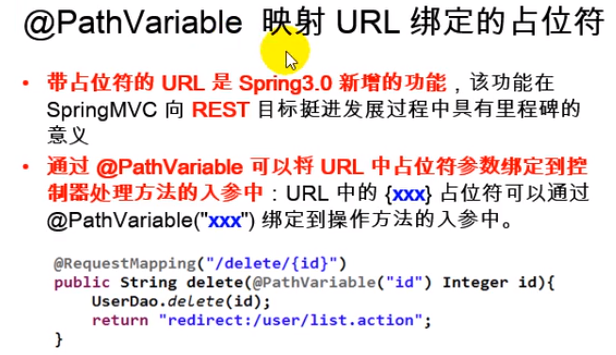 @PathVariable 映射 URL 绑定的占位符
• 带占位符的 URL 是 Spring3.0 新增的功能，该功能在
SpringMVC 向 REST 目标挺进发展过程中具有里程碑的
意义
• 通过 @PathVariable 可以将 URL 中占位符参数绑定到控
制器处理方法的入参中：URL 中的 {xxx} 占位符可以通过
@PathVariable("xxx") 绑定到操作方法的入参中。
@RequestMapping("/delete/{id}")
public String delete(@PathVariable("id") Integer id){
UserDao.delete(id);
return "redirect:/user/list.action";
}